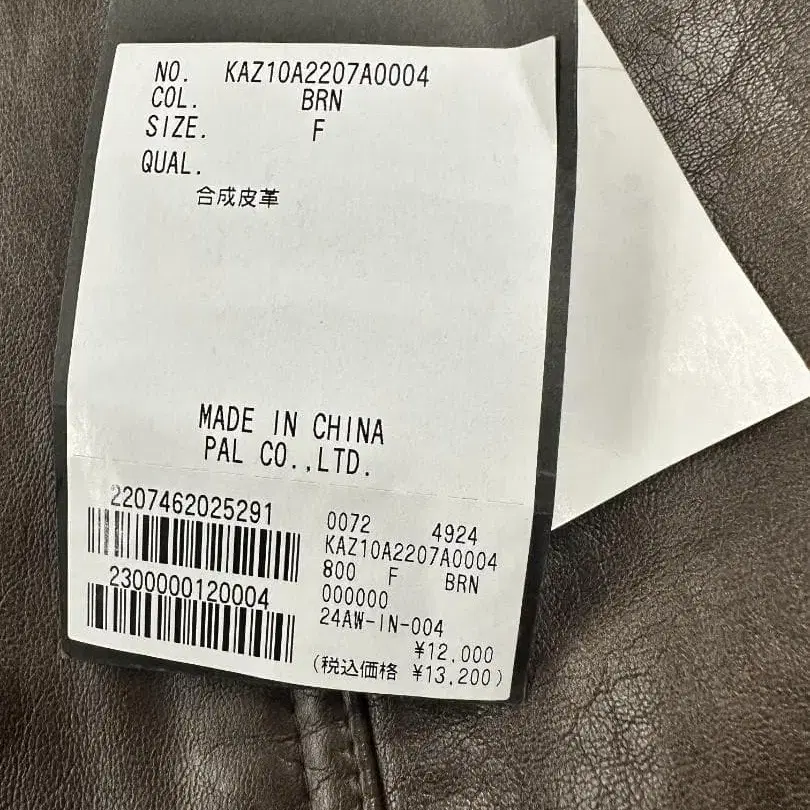 NO. KAZ10A2207A0004
COL. BRN
SIZE. F
QUAL.
合成皮革
MADE IN CHINA
PAL CO.,LTD.
2207462025291
2300000120004
0072 4924
KAZ10A2207A0004
800 F BRN
000000
24AW-IN-004
¥12,000
(税込価格 ¥13,200)